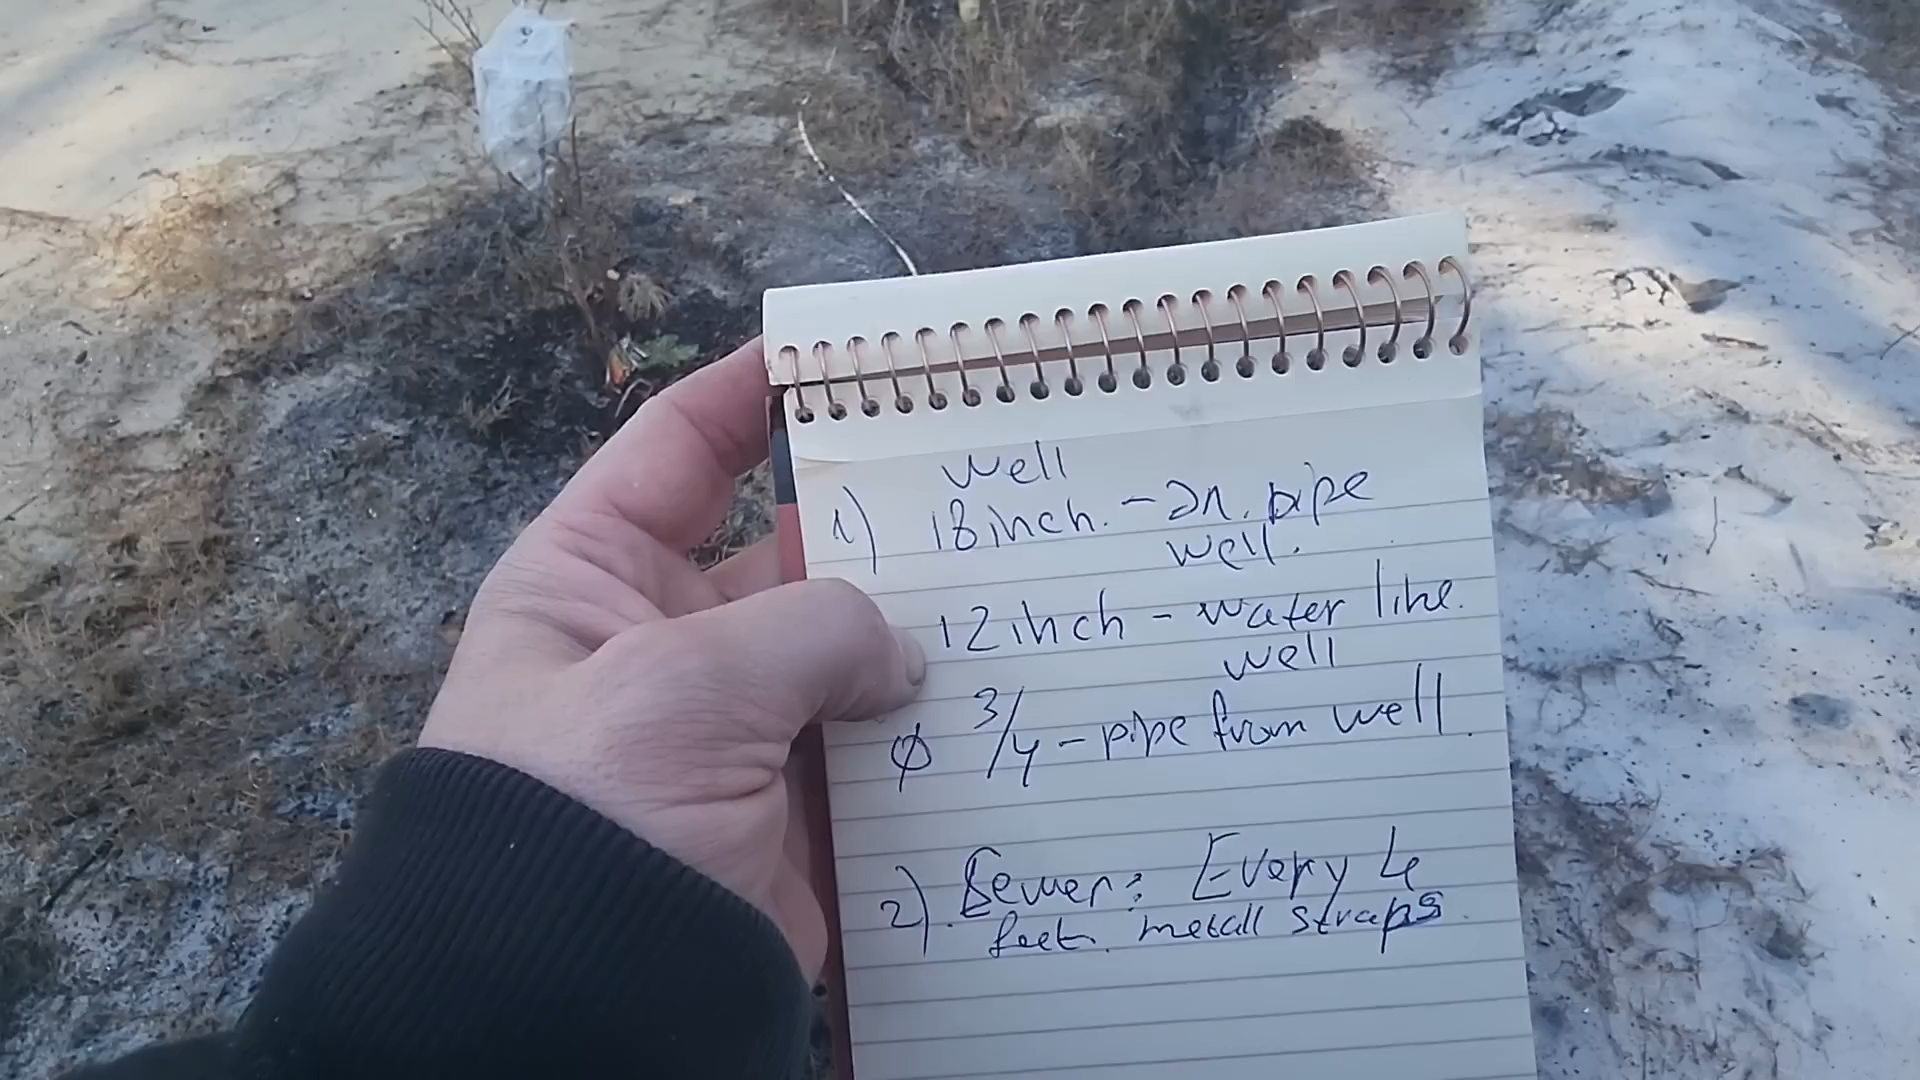 well
1) 18inch. - эл. pipe
well.
12inch - water line.
well
Ø 3/4 - pipe from well.
2). Sewer: Every 4
feet. metall straps.